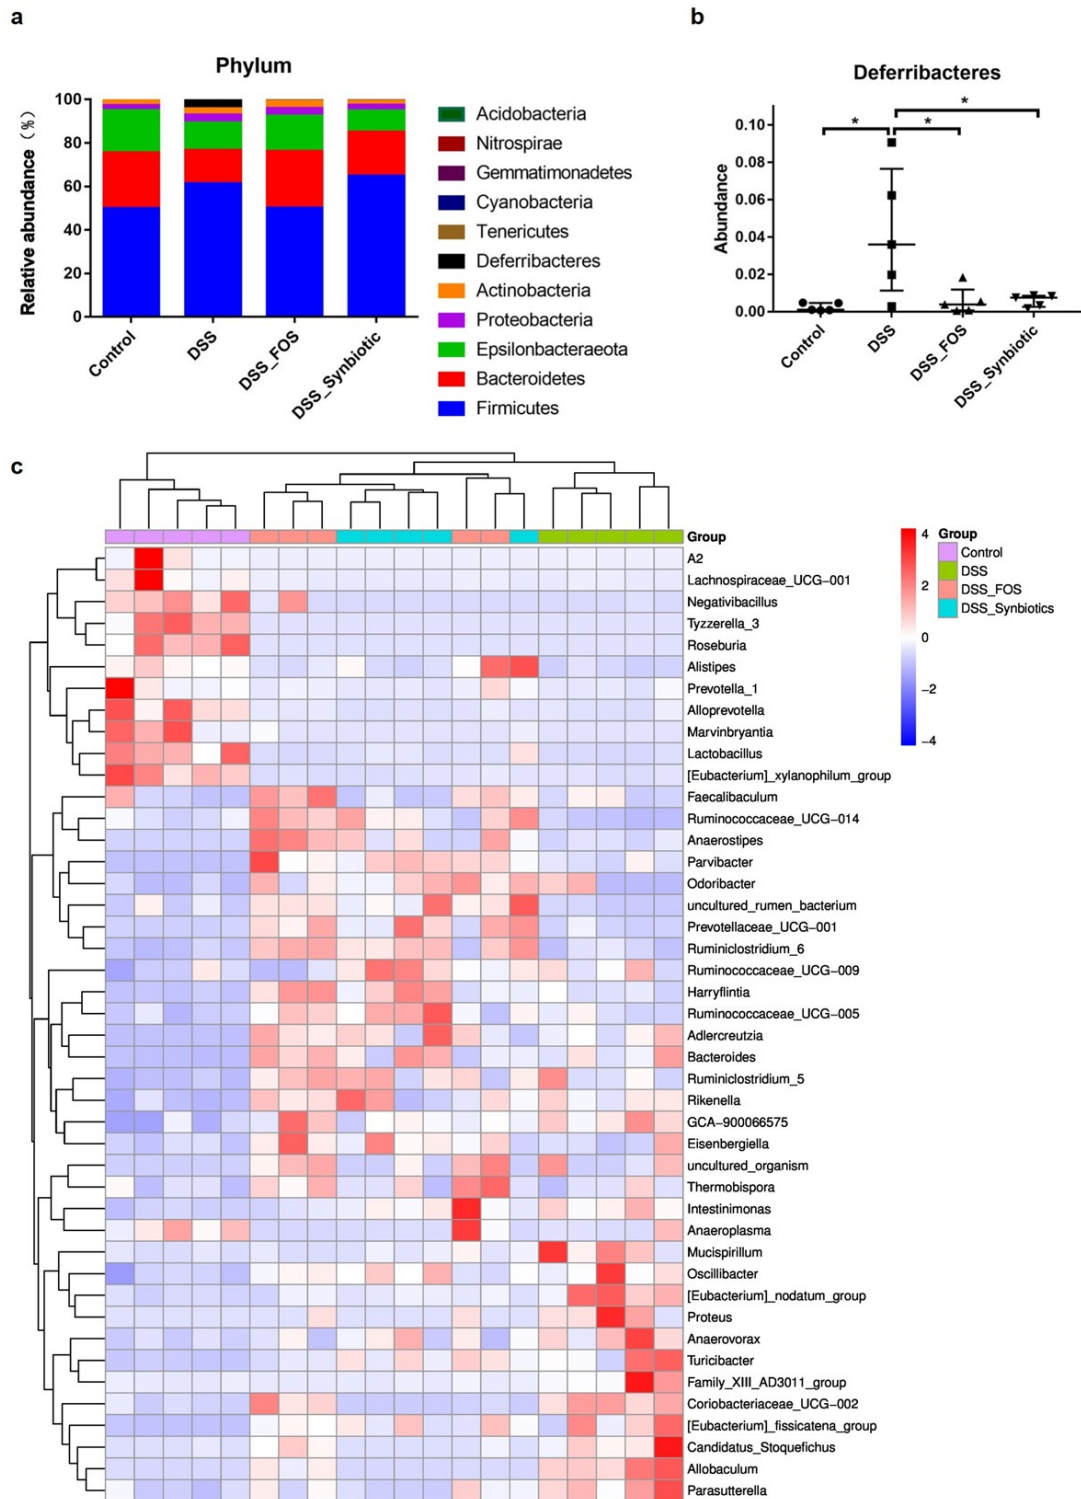 a
Phylum
Relative abundance (%)
100
80
60
40
20
0
Control
DSS
DSS_FOS
DSS_Synbiotic
Acidobacteria
Nitrospirae
Gemmatimonadetes
Cyanobacteria
Tenericutes
Deferribacteres
Actinobacteria
Proteobacteria
Epsilonbacteraeota
Bacteroidetes
Firmicutes
b
Deferribacteres
Abundance
0.10
0.08
0.06
0.04
0.02
0.00
*
*
*
Control
DSS
DSS_FOS
DSS_Synbiotic
c
Group
A2
Lachnospiraceae_UCG−001
Negativibacillus
Tyzzerella_3
Roseburia
Alistipes
Prevotella_1
Alloprevotella
Marvinbryantia
Lactobacillus
[Eubacterium]_xylanophilum_group
Faecalibaculum
Ruminococcaceae_UCG−014
Anaerostipes
Parvibacter
Odoribacter
uncultured_rumen_bacterium
Prevotellaceae_UCG−001
Ruminiclostridium_6
Ruminococcaceae_UCG−009
Harryflintia
Ruminococcaceae_UCG−005
Adlercreutzia
Bacteroides
Ruminiclostridium_5
Rikenella
GCA−900066575
Eisenbergiella
uncultured_organism
Thermobispora
Intestinimonas
Anaeroplasma
Mucispirillum
Oscillibacter
[Eubacterium]_nodatum_group
Proteus
Anaerovorax
Turicibacter
Family_XIII_AD3011_group
Coriobacteriaceae_UCG−002
[Eubacterium]_fissicatena_group
Candidatus_Stoquefichus
Allobaculum
Parasutterella
4
2
0
−2
−4
Group
Control
DSS
DSS_FOS
DSS_Synbiotics